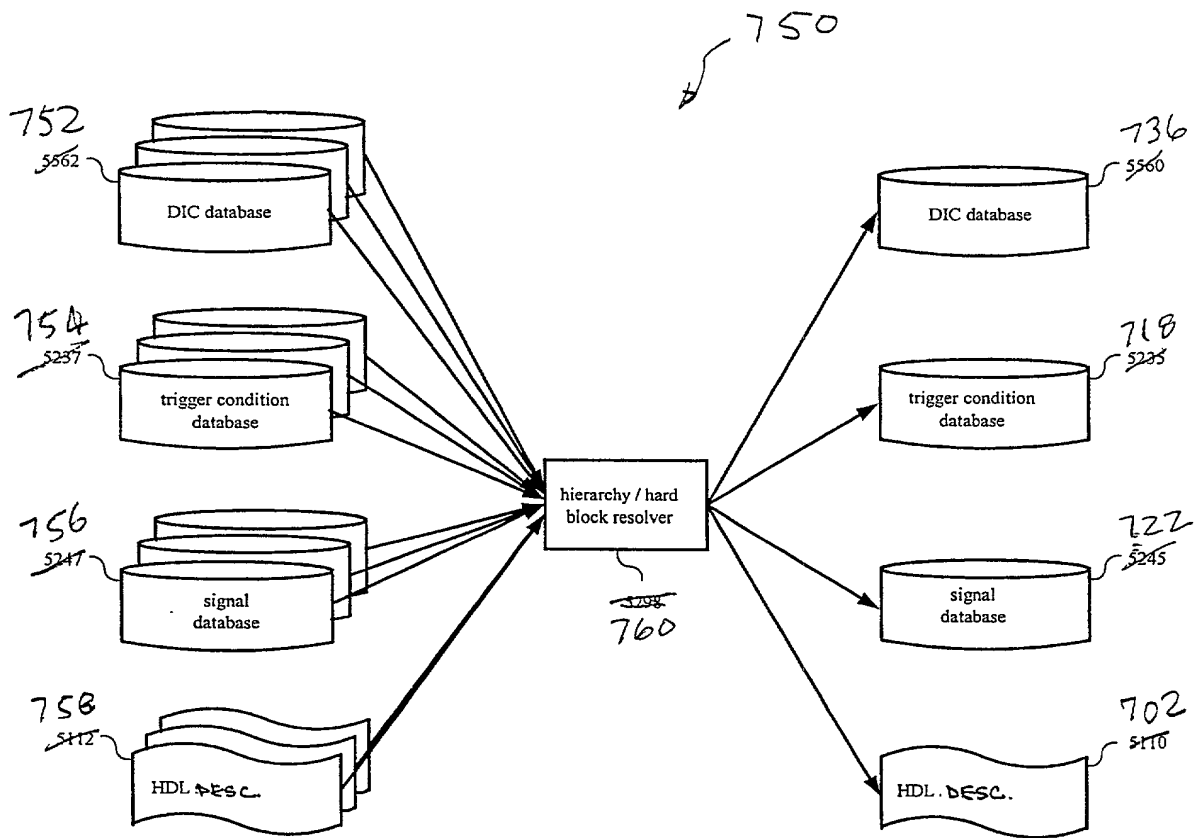 750
752
5562
DIC database
736
5560
DIC database
754
5237
trigger condition
database
718
5235
trigger condition
database
756
5247
signal
database
hierarchy / hard
block resolver
5298
760
722
5245
signal
database
758
5112
HDL DESC.
702
5110
HDL. DESC.